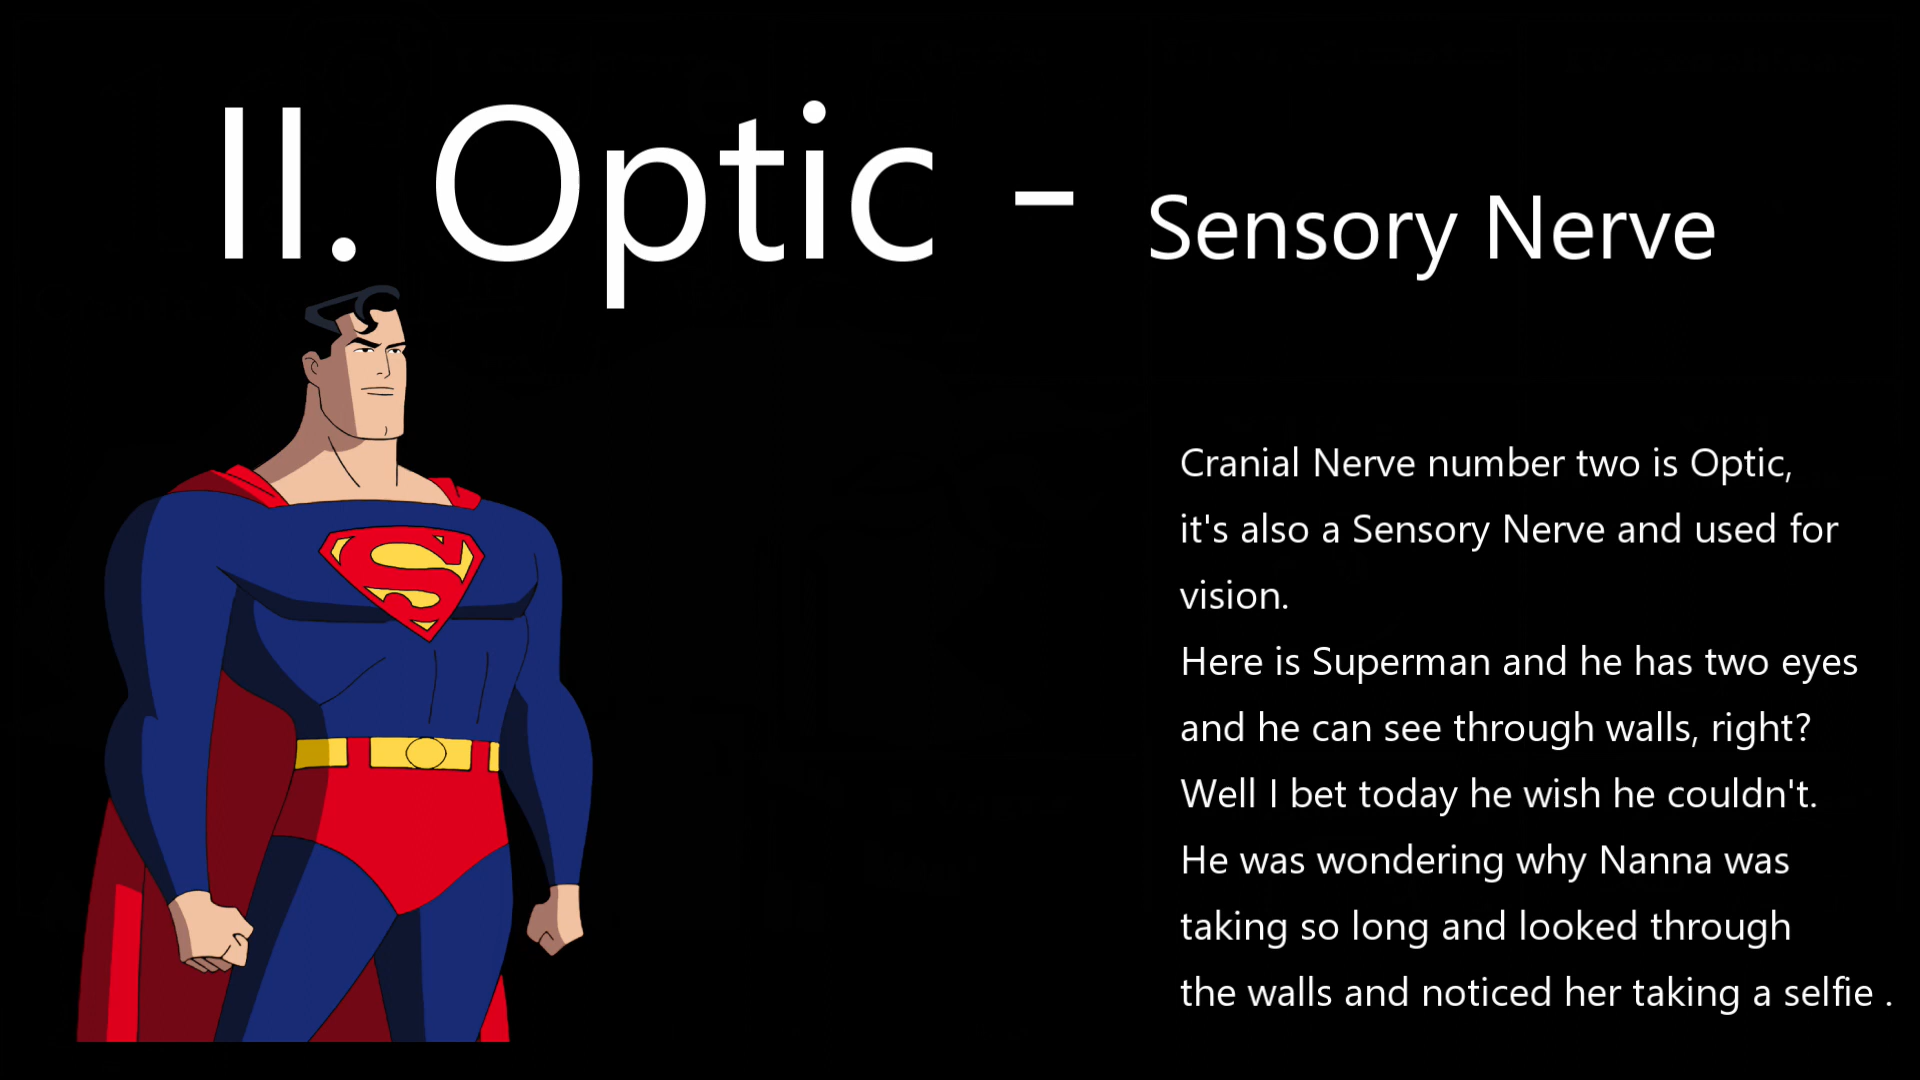 II. Optic - Sensory Nerve
Cranial Nerve number two is Optic,
it's also a Sensory Nerve and used for
vision.
Here is Superman and he has two eyes
and he can see through walls, right?
Well I bet today he wish he couldn't.
He was wondering why Nanna was
taking so long and looked through
the walls and noticed her taking a selfie .